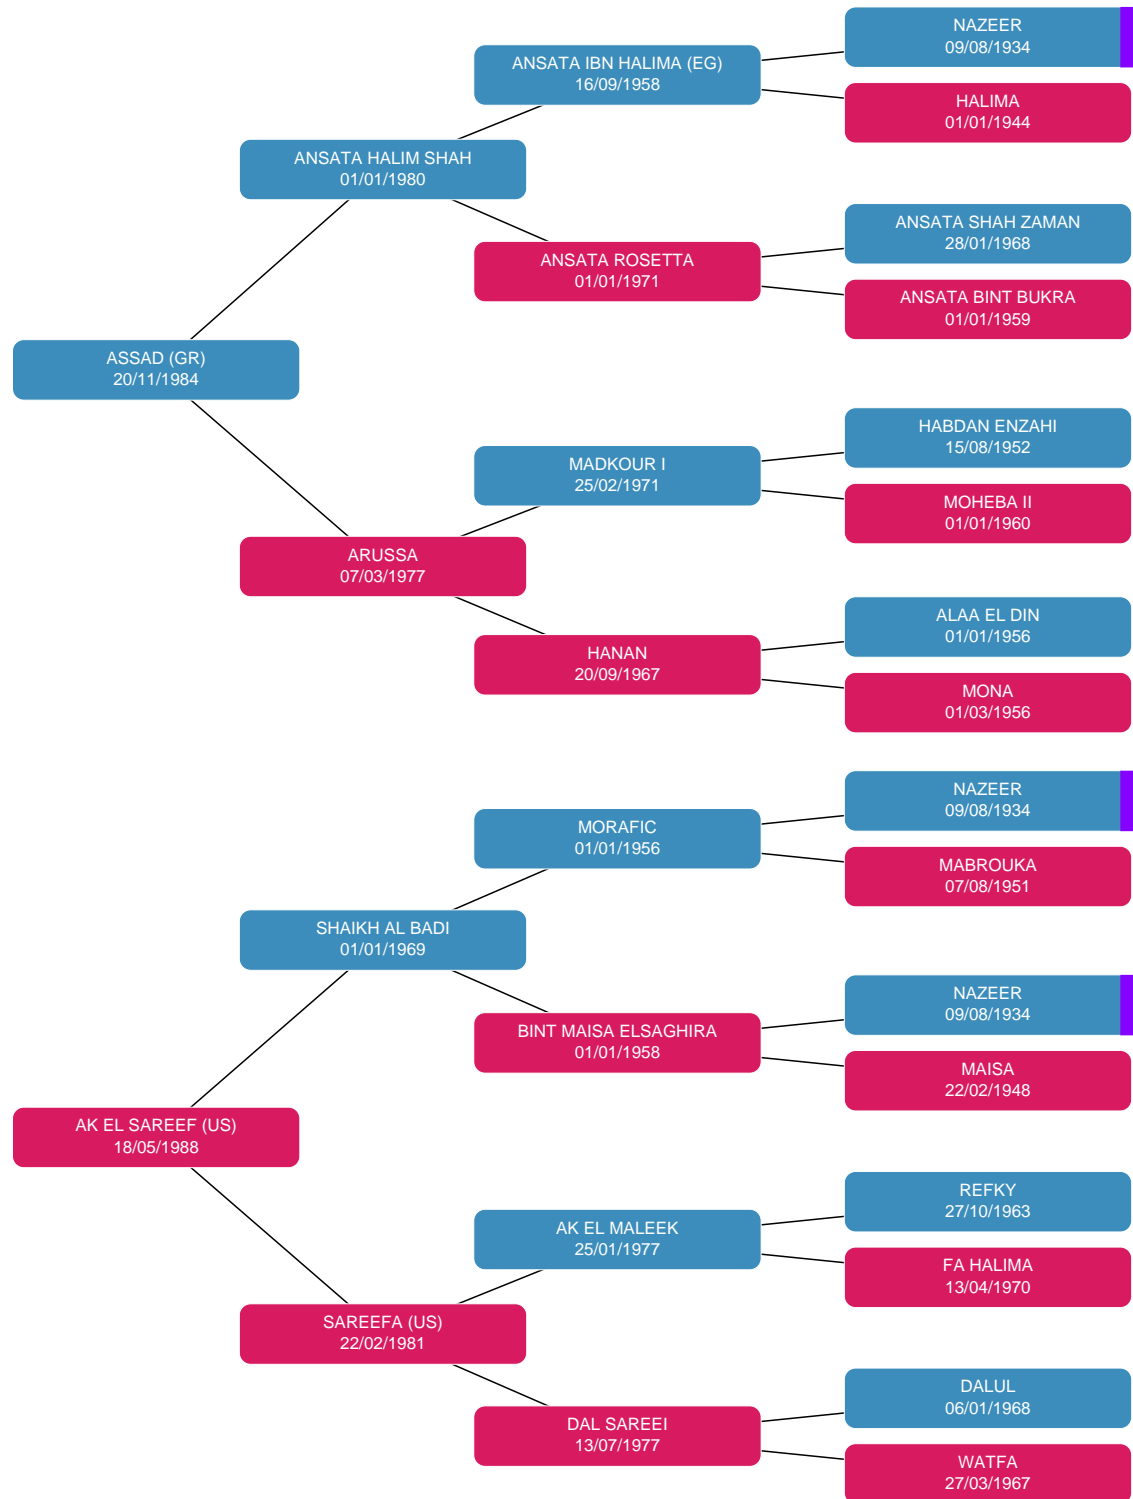 NAZEER
09/08/1934
ANSATA IBN HALIMA (EG)
16/09/1958
HALIMA
01/01/1944
ANSATA HALIM SHAH
01/01/1980
ANSATA SHAH ZAMAN
28/01/1968
ANSATA ROSETTA
01/01/1971
ANSATA BINT BUKRA
01/01/1959
ASSAD (GR)
20/11/1984
HABDAN ENZAHI
15/08/1952
MADKOUR I
25/02/1971
MOHEBA II
01/01/1960
ARUSSA
07/03/1977
ALAA EL DIN
01/01/1956
HANAN
20/09/1967
MONA
01/03/1956
NAZEER
09/08/1934
MORAFIC
01/01/1956
MABROUKA
07/08/1951
SHAIKH AL BADI
01/01/1969
NAZEER
09/08/1934
BINT MAISA ELSAGHIRA
01/01/1958
MAISA
22/02/1948
AK EL SAREEF (US)
18/05/1988
REFKY
27/10/1963
AK EL MALEEK
25/01/1977
FA HALIMA
13/04/1970
SAREEFA (US)
22/02/1981
DALUL
06/01/1968
DAL SAREEI
13/07/1977
WATFA
27/03/1967